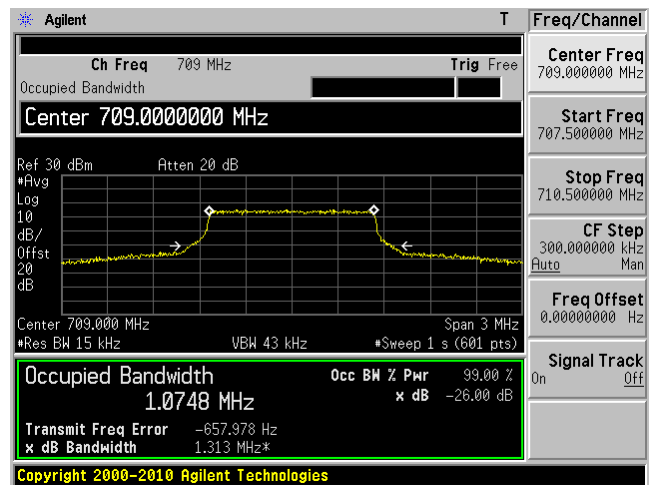 Agilent T
Freq/Channel
Ch Freq 709 MHz Trig Free
Occupied Bandwidth
Center 709.0000000 MHz
Ref 30 dBm Atten 20 dB
#Avg
Log
10
dB/
Offst
20
dB
Center 709.000 MHz Span 3 MHz
#Res BW 15 kHz VBW 43 kHz #Sweep 1 s (601 pts)
Occupied Bandwidth Occ BW % Pwr 99.00 %
1.0748 MHz x dB -26.00 dB
Transmit Freq Error -657.978 Hz
x dB Bandwidth 1.313 MHz*
Copyright 2000-2010 Agilent Technologies
Center Freq
709.000000 MHz
Start Freq
707.500000 MHz
Stop Freq
710.500000 MHz
CF Step
300.000000 kHz
Auto Man
Freq Offset
0.00000000 Hz
Signal Track
On Off